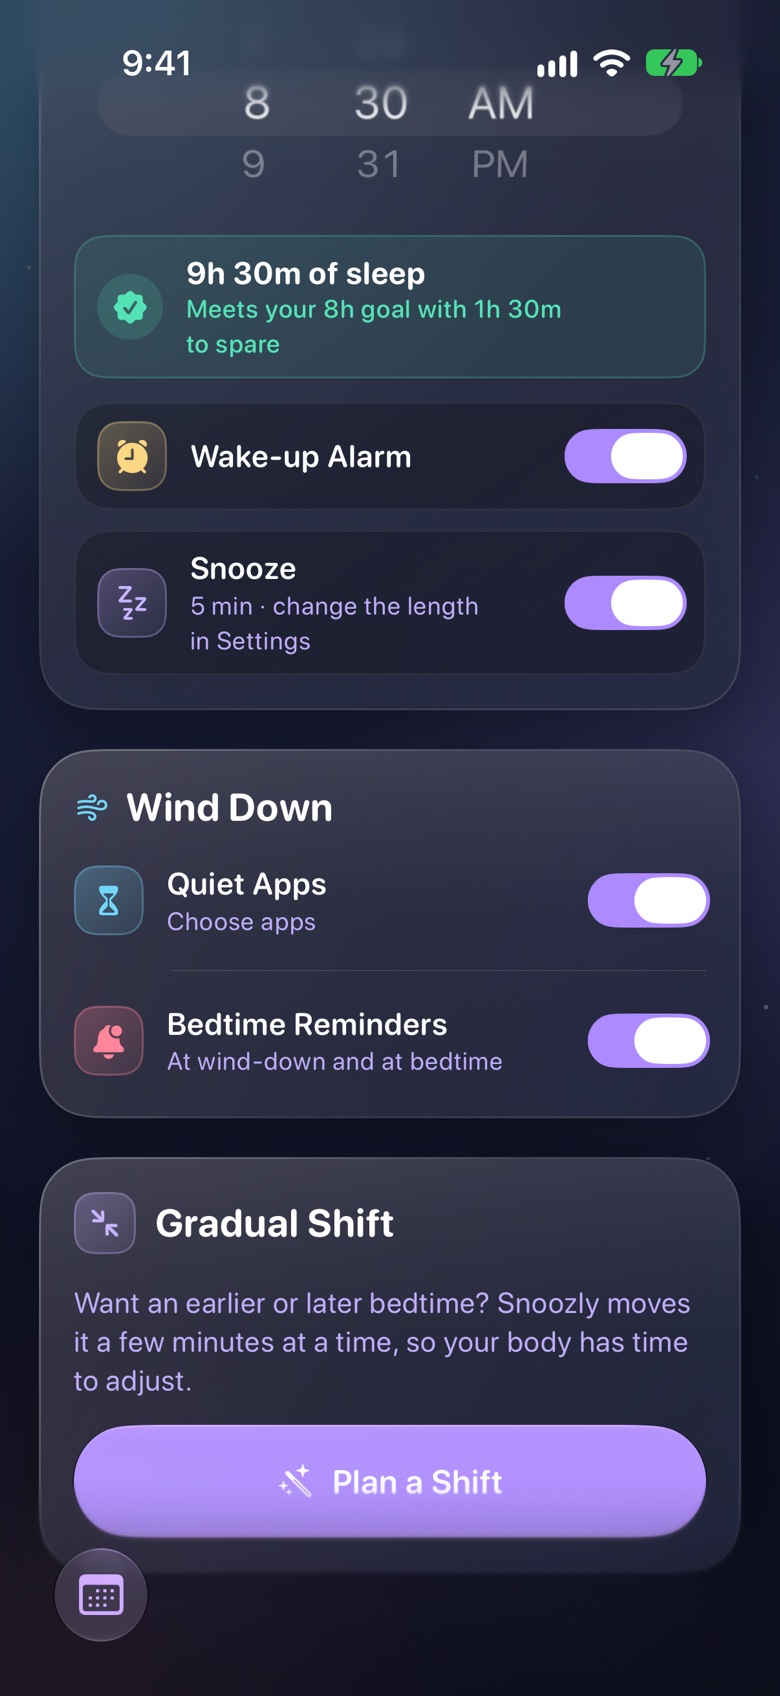 9:41
8 30 AM
9 31 PM
9h 30m of sleep
Meets your 8h goal with 1h 30m
to spare
Wake-up Alarm
Snooze
5 min · change the length
in Settings
Wind Down
Quiet Apps
Choose apps
Bedtime Reminders
At wind-down and at bedtime
Gradual Shift
Want an earlier or later bedtime? Snoozly moves
it a few minutes at a time, so your body has time
to adjust.
Plan a Shift